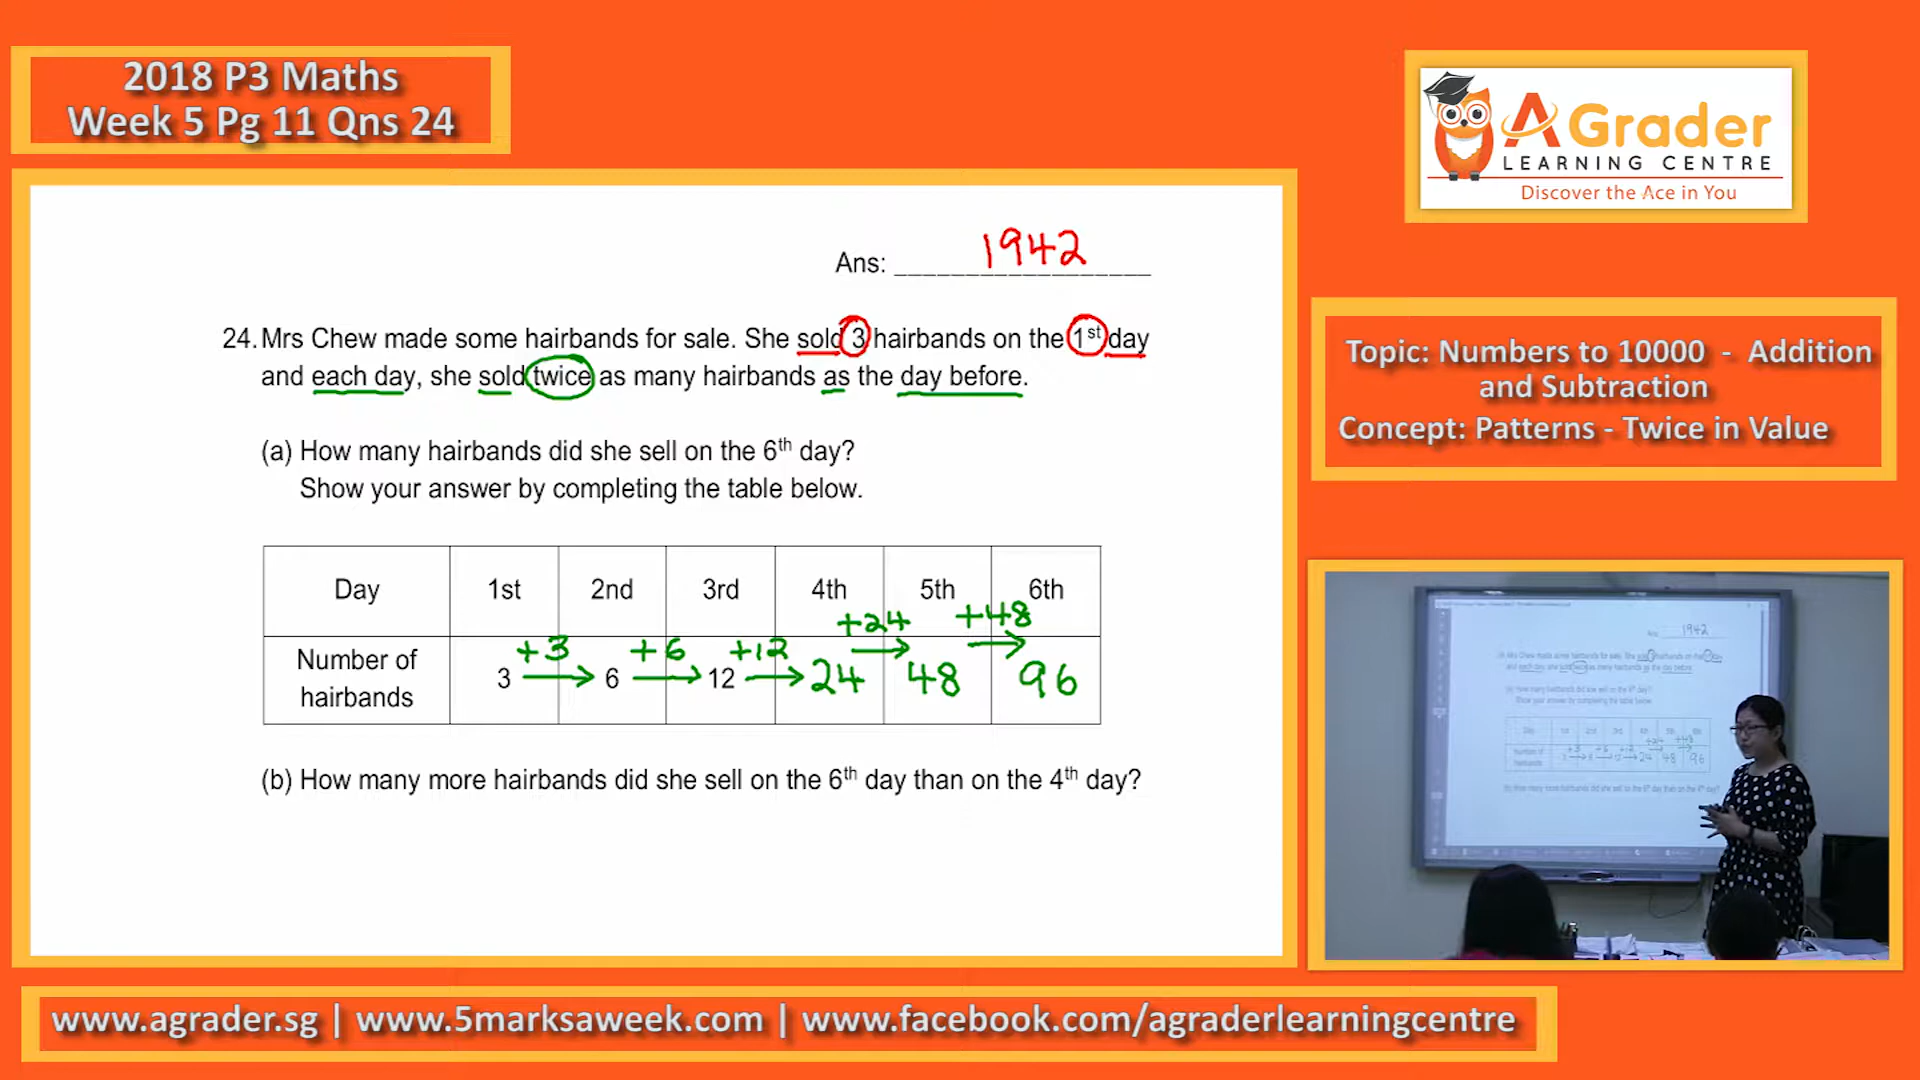 2018 P3 Maths
Week 5 Pg 11 Qns 24
A Grader
LEARNING CENTRE
Discover the Ace in You
Ans: 1942
24. Mrs Chew made some hairbands for sale. She sold 3 hairbands on the 1st day
and each day, she sold twice as many hairbands as the day before.
(a) How many hairbands did she sell on the 6th day?
Show your answer by completing the table below.
Day 1st 2nd 3rd 4th 5th 6th
+3 +6 +12 +24 +48
Number of hairbands 3 6 12 24 48 96
(b) How many more hairbands did she sell on the 6th day than on the 4th day?
Topic: Numbers to 10000 - Addition
and Subtraction
Concept: Patterns - Twice in Value
www.agrader.sg | www.5marksaweek.com | www.facebook.com/agraderlearningcentre